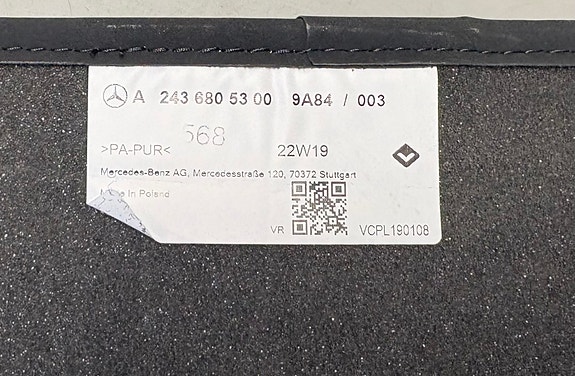 A 243 680 53 00 9A84 / 003
568
>PA-PUR< 22W19
Mercedes-Benz AG, Mercedesstraße 120, 70372 Stuttgart
Made In Poland
VR VCPL190108